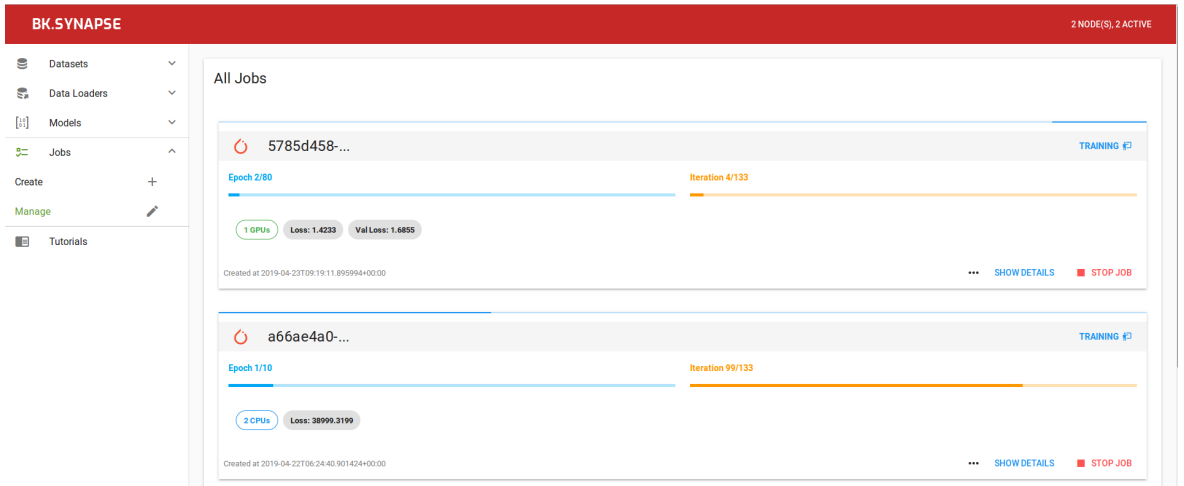 BK.SYNAPSE
2 NODE(S), 2 ACTIVE
Datasets
Data Loaders
Models
Jobs
Create
Manage
Tutorials
All Jobs
5785d458-...
TRAINING
Epoch 2/80
Iteration 4/133
1 GPUs Loss: 1.4233 Val Loss: 1.6855
Created at 2019-04-23T09:19:11.895994+00:00
SHOW DETAILS
STOP JOB
a66ae4a0-...
TRAINING
Epoch 1/10
Iteration 99/133
2 CPUs Loss: 38999.3199
Created at 2019-04-22T06:24:40.901424+00:00
SHOW DETAILS
STOP JOB